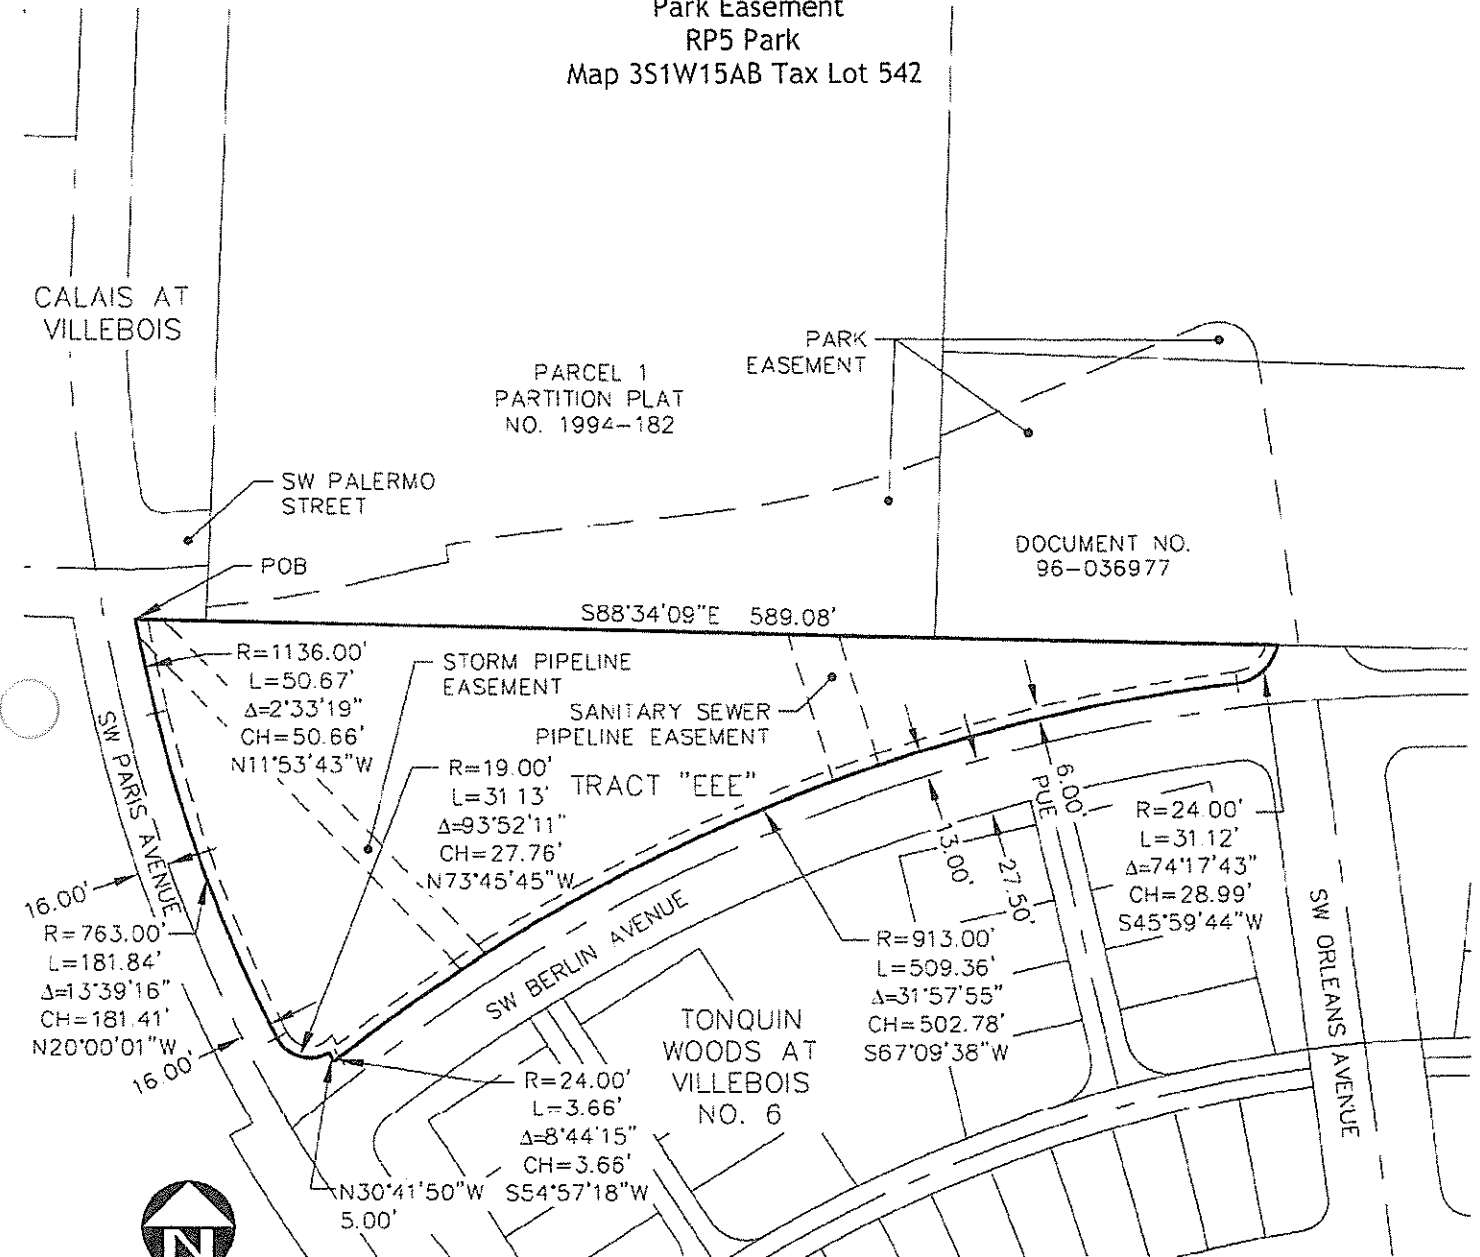 Park Easement
RP5 Park
Map 3S1W15AB Tax Lot 542
CALAIS AT
VILLEBOIS
PARCEL 1
PARTITION PLAT
NO. 1994-182
PARK
EASEMENT
SW PALERMO
STREET
POB
DOCUMENT NO.
96-036977
S88°34'09"E 589.08'
R=1136.00'
L=50.67'
Δ=2°33'19"
CH=50.66'
N11°53'43"W
STORM PIPELINE
EASEMENT
SANITARY SEWER
PIPELINE EASEMENT
TRACT "EEE"
R=19.00'
L=31.13'
Δ=93°52'11"
CH=27.76'
N73°45'45"W
SW PARIS AVENUE
16.00'
R=763.00'
L=181.84'
Δ=13°39'16"
CH=181.41'
N20°00'01"W
16.00'
SW BERLIN AVENUE
6.00'
PUE
27.50'
R=24.00'
L=31.12'
Δ=74°17'43"
CH=28.99'
S45°59'44"W
R=913.00'
L=509.36'
Δ=31°57'55"
CH=502.78'
S67°09'38"W
SW ORLEANS AVENUE
TONQUIN
WOODS AT
VILLEBOIS
NO. 6
R=24.00'
L=3.66'
Δ=8°44'15"
CH=3.66'
S54°57'18"W
N30°41'50"W
5.00'
N